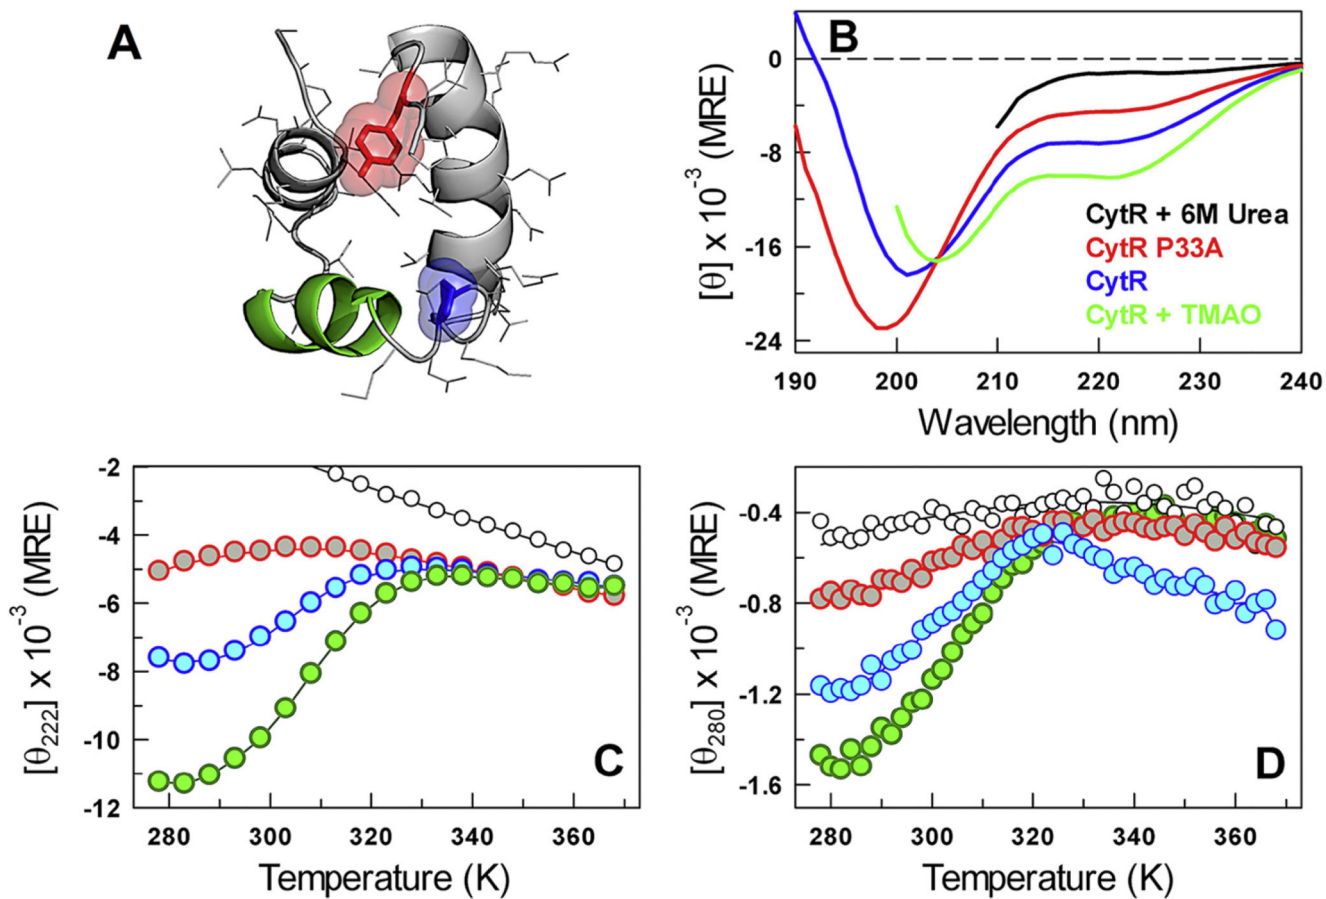 A
B
0
-8
-16
-24
[θ] x 10⁻³ (MRE)
CytR + 6M Urea
CytR P33A
CytR
CytR + TMAO
190 200 210 220 230 240
Wavelength (nm)
-2
-4
-6
-8
-10
-12
[θ₂₂₂] x 10⁻³ (MRE)
C
280 300 320 340 360
Temperature (K)
-0.4
-0.8
-1.2
-1.6
[θ₂₈₀] x 10⁻³ (MRE)
D
280 300 320 340 360
Temperature (K)